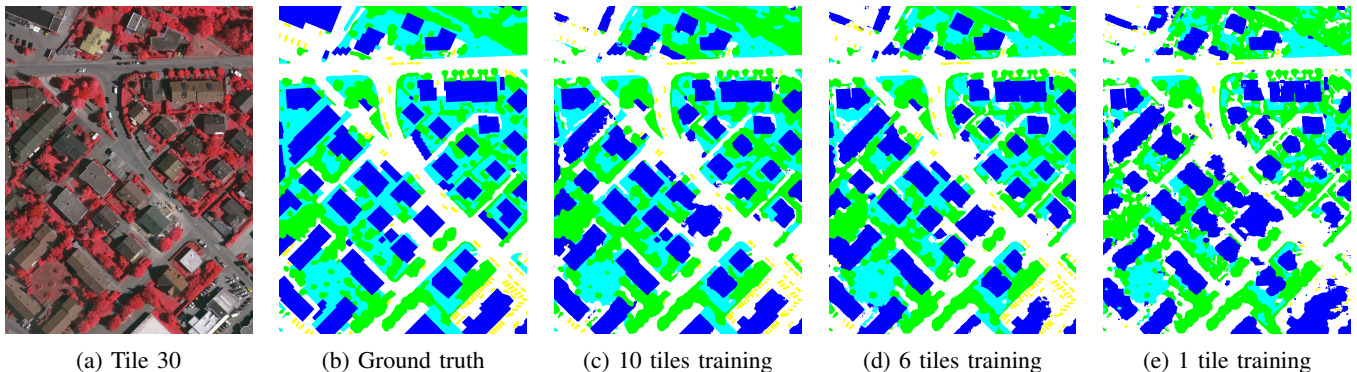 (a) Tile 30
(b) Ground truth
(c) 10 tiles training
(d) 6 tiles training
(e) 1 tile training